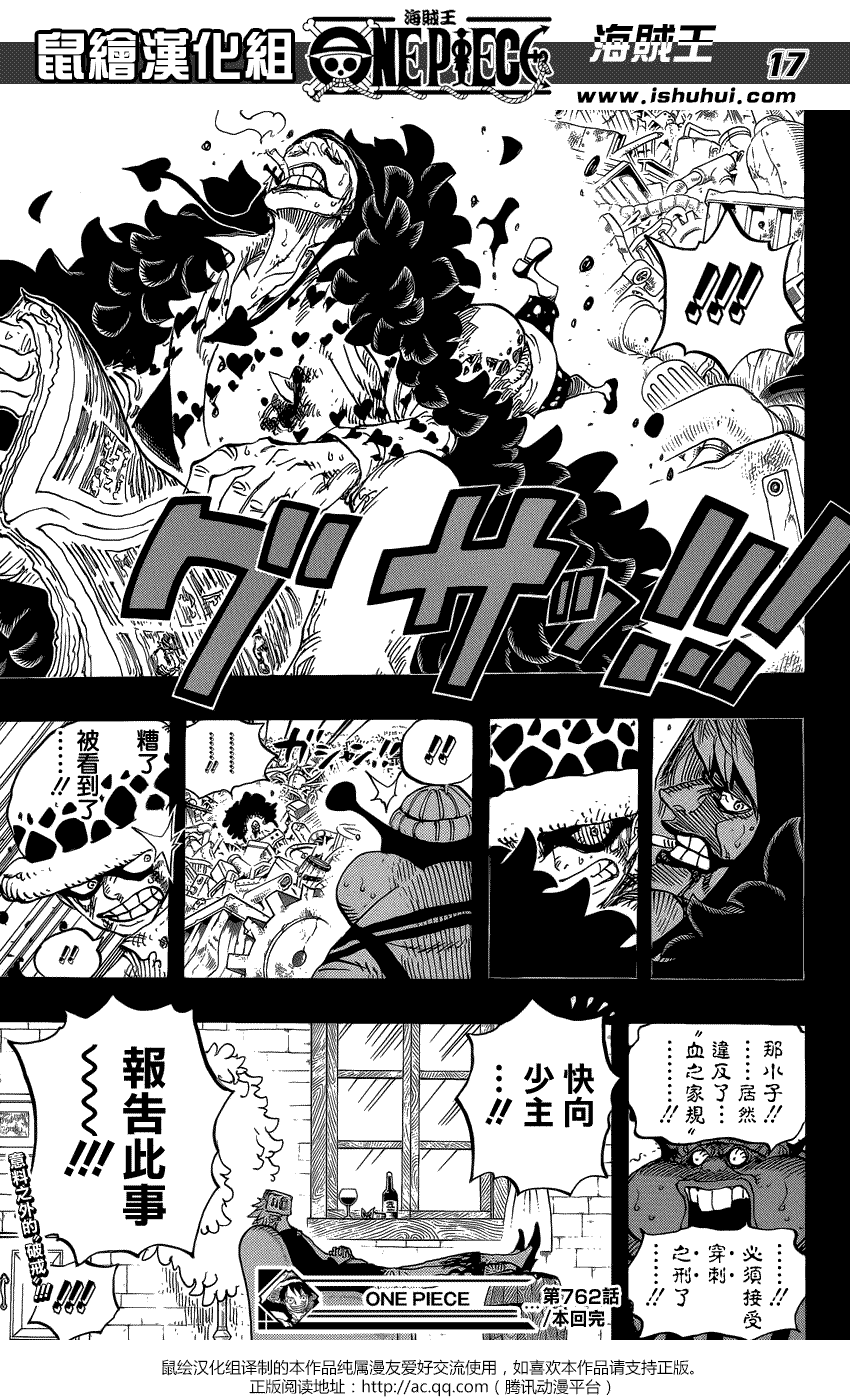 鼠繪漢化組
海賊王
ONE PIECE
海賊王
www.ishuhui.com
17
!!!!
グサッ!!!
‼
ガシャン!!
……!!
糟了
被看到了
……!!
!!
那小子
……居然
違反了…
“血之家規”
……!!
必須接受
穿刺
之刑了
……!!
快向
少主
…!!
報告此事
~~~!!!
!!!!
意料之外的“破戒”!!!
ONE PIECE
第762話
…/本回完
鼠绘汉化组译制的本作品纯属漫友爱好交流使用，如喜欢本作品请支持正版。
正版阅读地址：http://ac.qq.com（腾讯动漫平台）